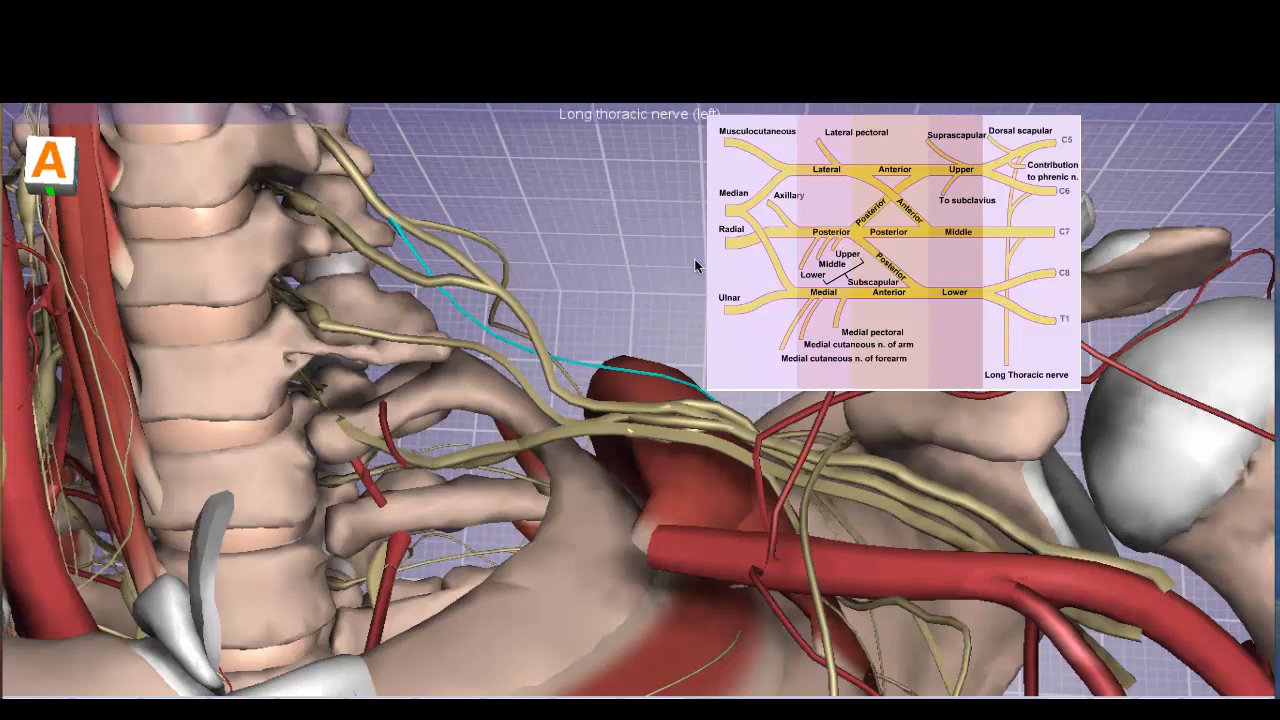 Long thoracic nerve (left)
A
Musculocutaneous
Lateral pectoral
Suprascapular
Dorsal scapular
C5
Contribution
to phrenic n.
Lateral
Anterior
Upper
C6
Median
Axillary
To subclavius
Posterior
Anterior
Radial
Posterior
Posterior
Middle
C7
Upper
Middle
Lower
Posterior
Subscapular
C8
Ulnar
Medial
Anterior
Lower
T1
Medial pectoral
Medial cutaneous n. of arm
Medial cutaneous n. of forearm
Long Thoracic nerve